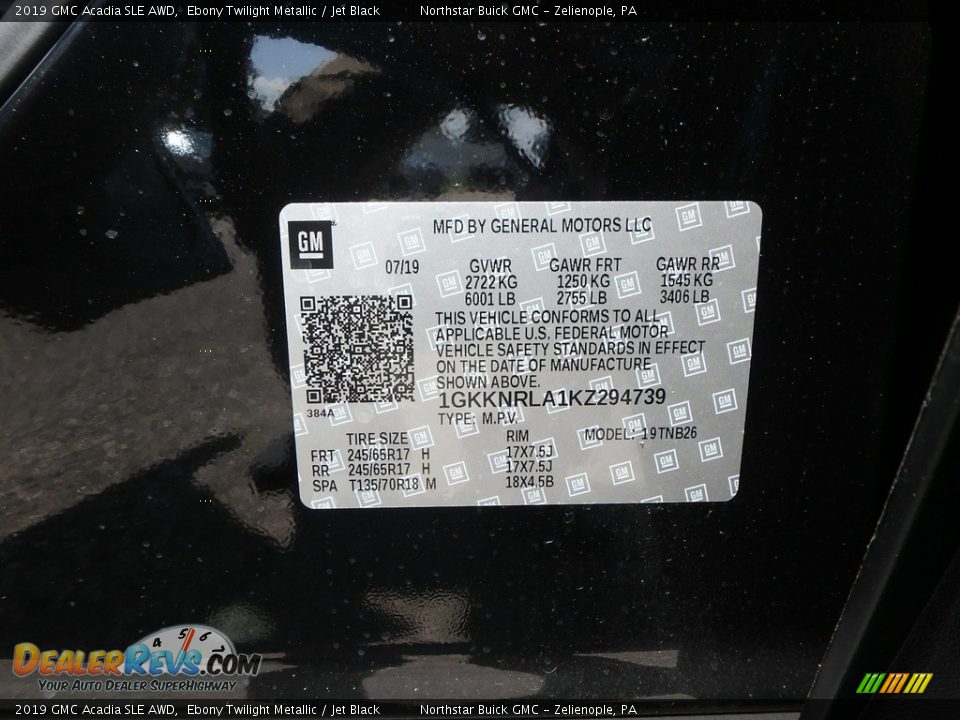 2019 GMC Acadia SLE AWD, Ebony Twilight Metallic / Jet Black Northstar Buick GMC - Zelienople, PA
GM
MFD BY GENERAL MOTORS LLC
07/19 GVWR GAWR FRT GAWR RR
2722 KG 1250 KG 1545 KG
6001 LB 2755 LB 3406 LB
THIS VEHICLE CONFORMS TO ALL
APPLICABLE U.S. FEDERAL MOTOR
VEHICLE SAFETY STANDARDS IN EFFECT
ON THE DATE OF MANUFACTURE
SHOWN ABOVE.
1GKKNRLA1KZ294739
384A
TYPE: M.P.V.
MODEL: 19TNB26
TIRE SIZE RIM
FRT 245/65R17 H 17X7.5J
RR 245/65R17 H 17X7.5J
SPA T135/70R18 M 18X4.5B
4 5 6
DEALERREVS.COM
YOUR AUTO DEALER SUPERHIGHWAY
2019 GMC Acadia SLE AWD, Ebony Twilight Metallic / Jet Black Northstar Buick GMC - Zelienople, PA